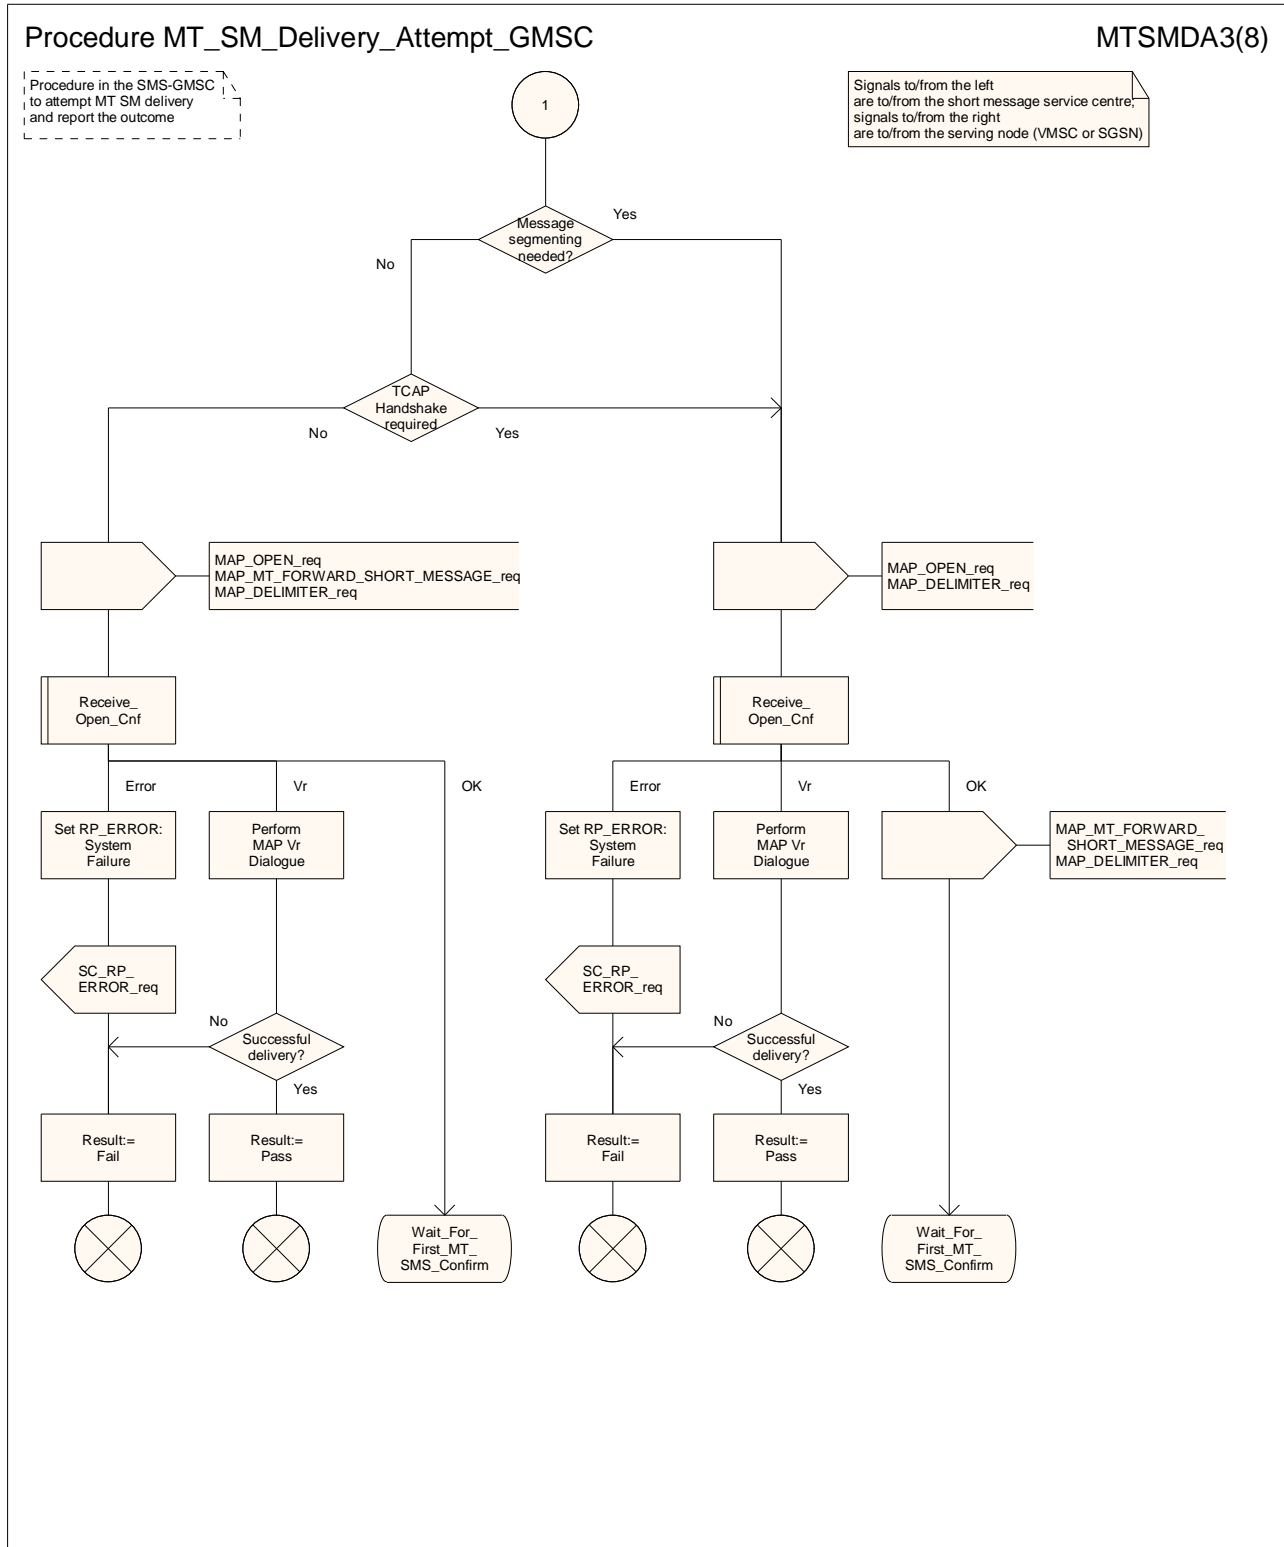 Procedure MT_SM_Delivery_Attempt_GMSC
MTSMDA3(8)
Procedure in the SMS-GMSC
to attempt MT SM delivery
and report the outcome
1
Signals to/from the left
are to/from the short message service centre;
signals to/from the right
are to/from the serving node (VMSC or SGSN)
Message
segmenting
needed?
Yes
No
TCAP
Handshake
required
No
Yes
MAP_OPEN_req
MAP_MT_FORWARD_SHORT_MESSAGE_req
MAP_DELIMITER_req
MAP_OPEN_req
MAP_DELIMITER_req
Receive_
Open_Cnf
Receive_
Open_Cnf
Error
Vr
OK
Error
Vr
OK
Set RP_ERROR:
System
Failure
Perform
MAP Vr
Dialogue
Set RP_ERROR:
System
Failure
Perform
MAP Vr
Dialogue
MAP_MT_FORWARD_
SHORT_MESSAGE_req
MAP_DELIMITER_req
SC_RP_
ERROR_req
SC_RP_
ERROR_req
No
Successful
delivery?
Yes
No
Successful
delivery?
Yes
Result:=
Fail
Result:=
Pass
Result:=
Fail
Result:=
Pass
Wait_For_
First_MT_
SMS_Confirm
Wait_For_
First_MT_
SMS_Confirm